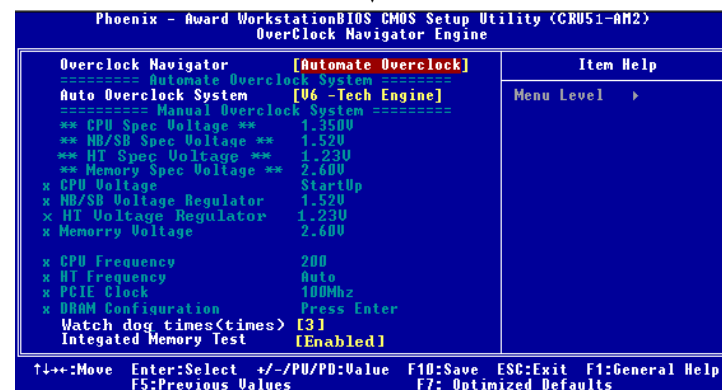 Phoenix - Award WorkstationBIOS CMOS Setup Utility (CRU51-AM2)
OverClock Navigator Engine
Overclock Navigator [Automate Overclock] Item Help
========= Automate Overclock System ========
Auto Overclock System [V6 -Tech Engine] Menu Level ▸
========== Manual Overclock System =========
** CPU Spec Voltage ** 1.350V
** NB/SB Spec Voltage ** 1.52V
** HT Spec Voltage ** 1.23V
** Memory Spec Voltage ** 2.60V
x CPU Voltage StartUp
x NB/SB Voltage Regulator 1.52V
x HT Voltage Regulator 1.23V
x Memorry Voltage 2.60V
x CPU Frequency 200
x HT Frequency Auto
x PCIE Clock 100Mhz
x DRAM Configuration Press Enter
Watch dog times(times) [3]
Integated Memory Test [Enabled]
↑↓→←:Move Enter:Select +/-/PU/PD:Value F10:Save ESC:Exit F1:General Help
F5:Previous Values F7: Optimized Defaults